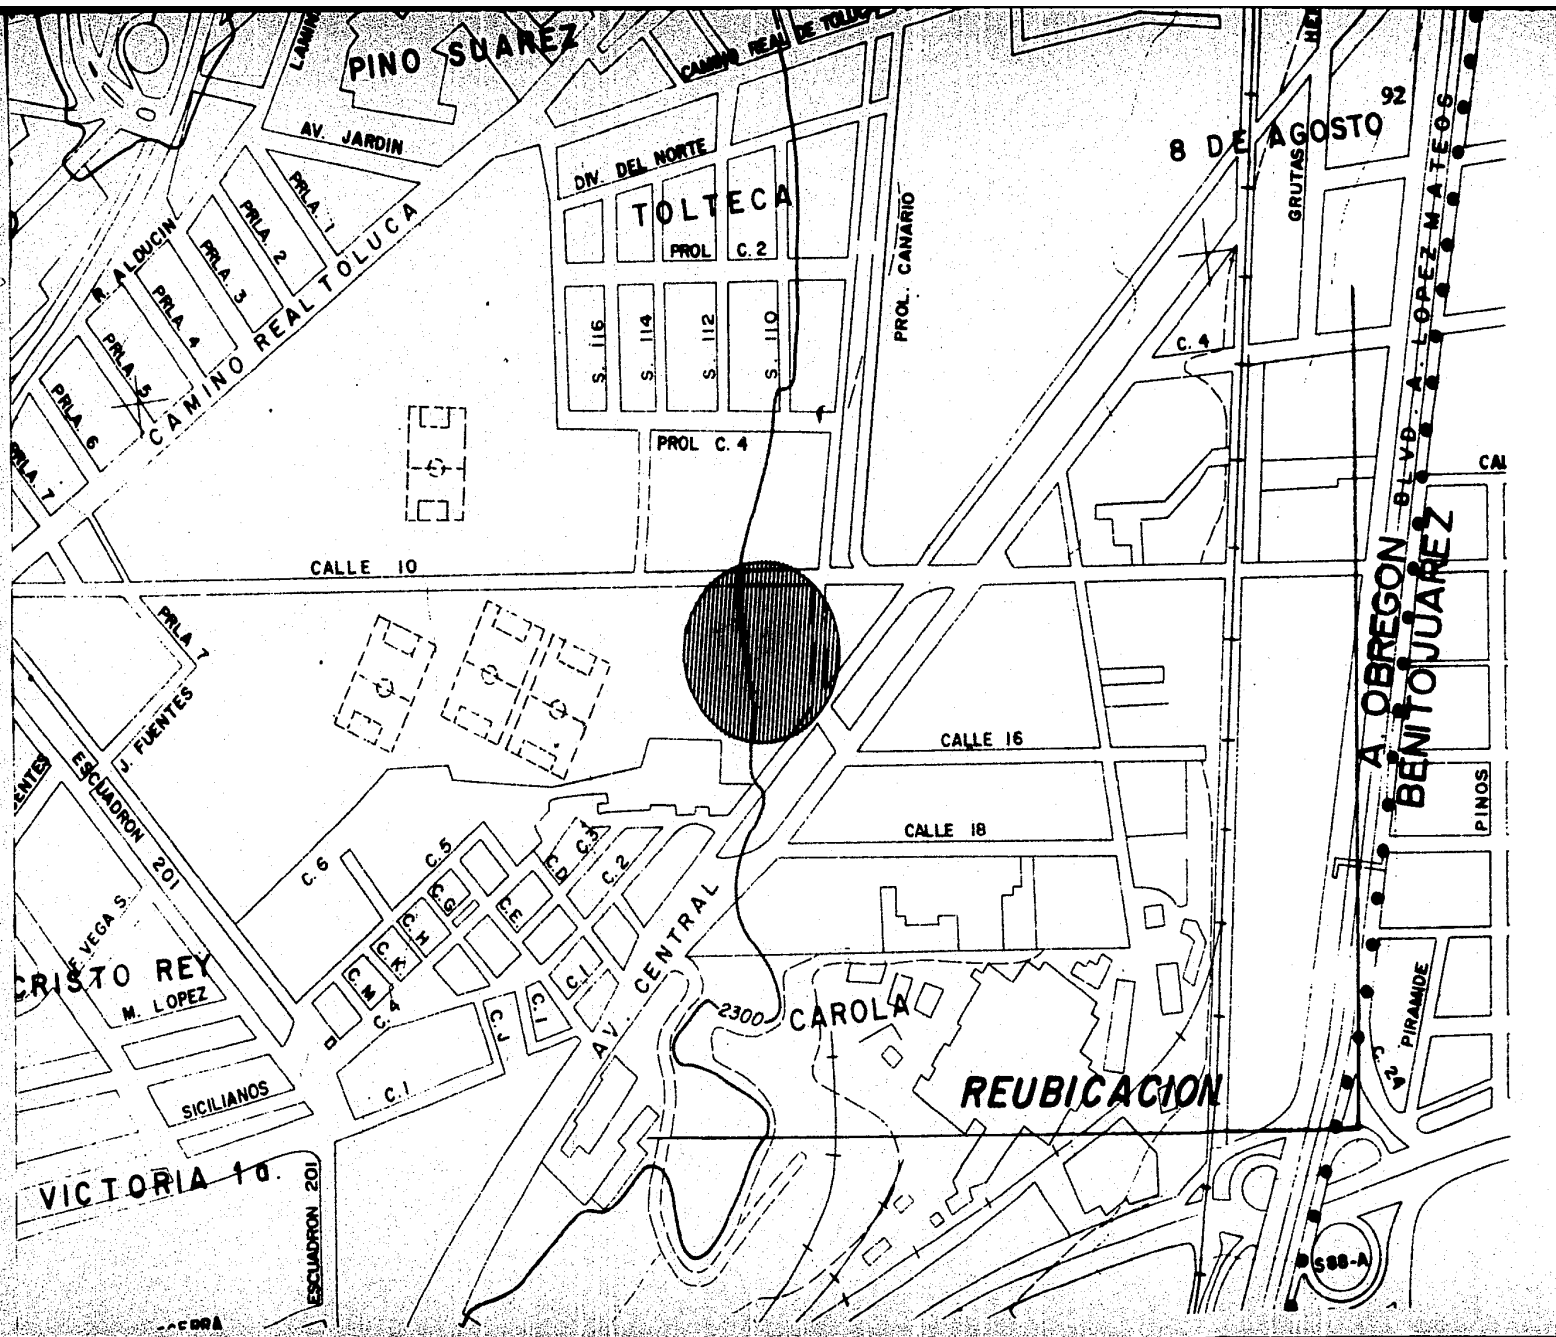 PINO SUAREZ
CAMINO REAL DE TOLUCA
92
8 DE AGOSTO
AV. JARDIN
DIV. DEL NORTE
TOLTECA
PROL C. 2
PROL. CANARIO
GRUTAS
BLVD. A. LOPEZ MATEOS
PRLA. 1
PRLA. 2
PRLA. 3
PRLA. 4
PRLA. 5
PRLA. 6
PRLA. 7
R. ALDUCIN
CAMINO REAL TOLUCA
S. 116
S. 114
S. 112
S. 110
C. 4
PROL C. 4
CALLE 10
A. OBREGON
BENITO JUAREZ
PRLA 7
J. FUENTES
ESCUADRON 201
CALLE 16
CALLE 18
PINOS
C. 6
C. 5
C.D
C.3
C. 2
C.G
C.E.
C.H
C.K.
C.M
C. 4
C.I.
C.I
C.J
AV. CENTRAL
F VEGA S.
CRISTO REY
M. LOPEZ
2300
CAROLA
PIRAMIDE
C. 2A
REUBICACION
SICILIANOS
C. I
VICTORIA 1a.
ESCUADRON 201
S88-A